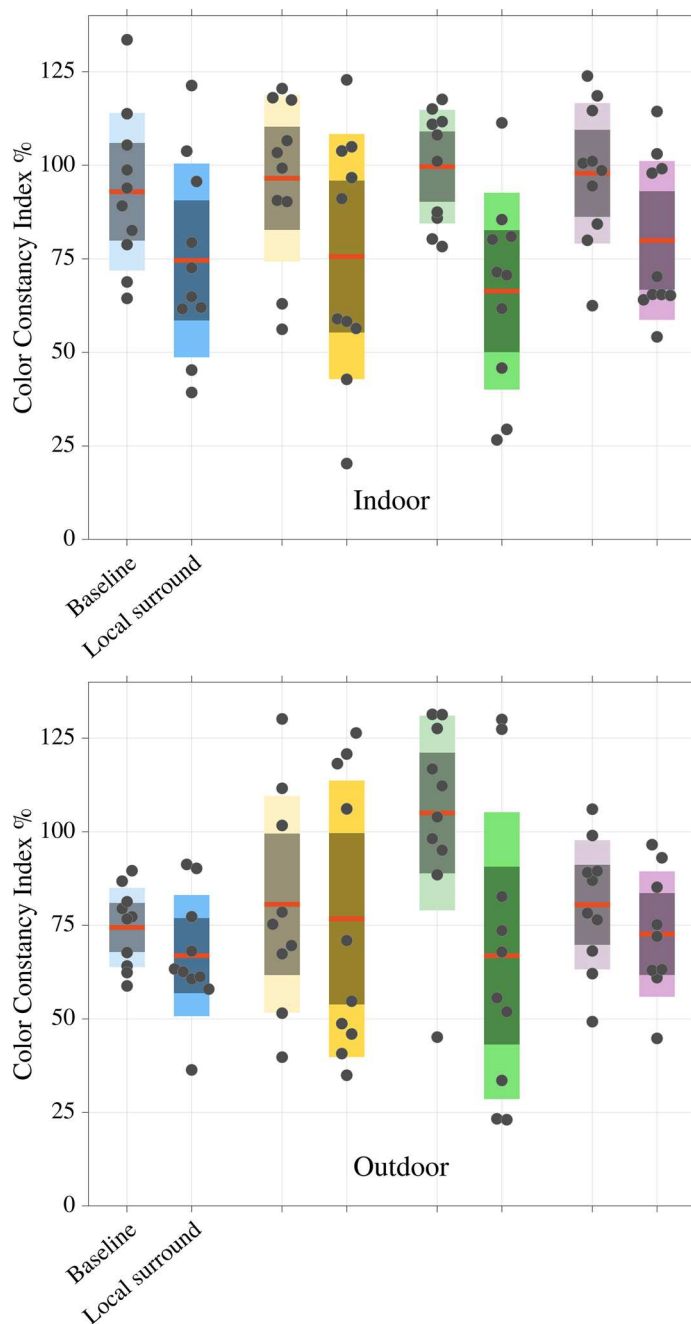 Color Constancy Index %
125
100
75
50
25
0
Indoor
Baseline
Local surround
Color Constancy Index %
125
100
75
50
25
0
Outdoor
Baseline
Local surround